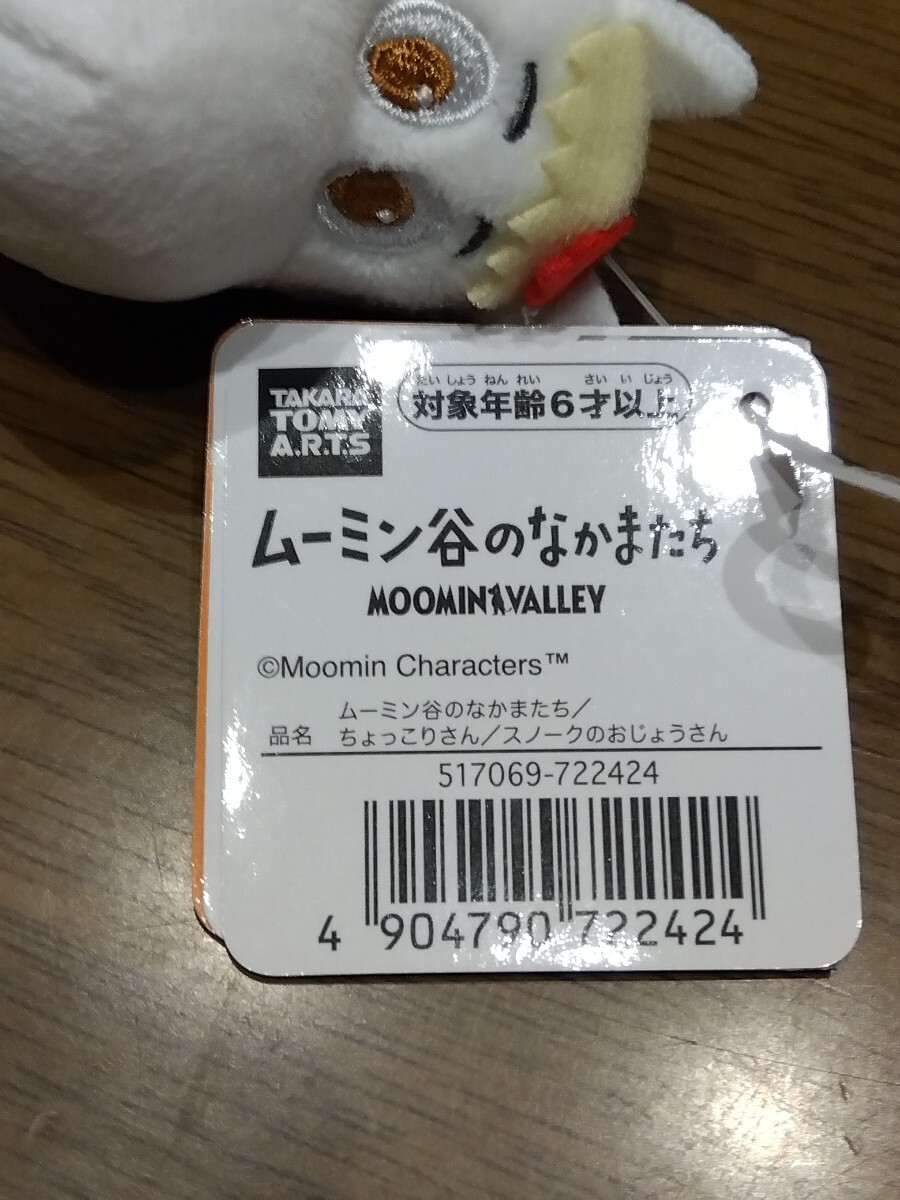 TAKARA
TOMY
A.R.T.S
たいしょうねんれい さいいじょう
対象年齢6才以上
ムーミン谷のなかまたち
MOOMINVALLEY
©Moomin Characters™
ムーミン谷のなかまたち/
品名 ちょっこりさん/スノークのおじょうさん
517069-722424
4 904790 722424